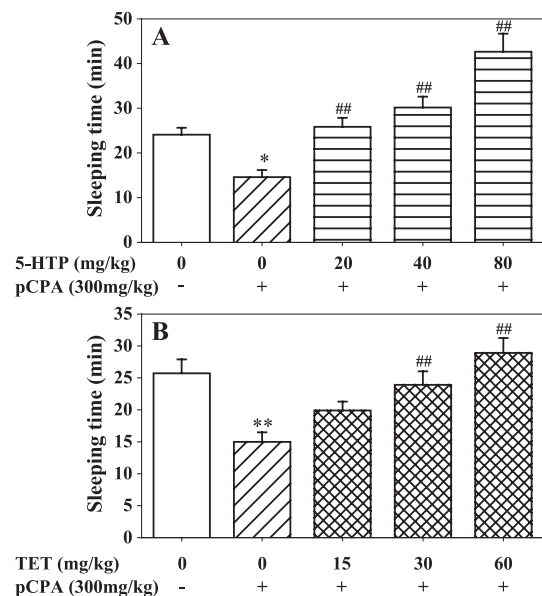 A
Sleeping time (min)
50
40
30
20
10
0
*
##
##
##
5-HTP (mg/kg) 0 0 20 40 80
pCPA (300mg/kg) - + + + +
B
Sleeping time (min)
35
30
25
20
15
10
5
0
**
##
##
TET (mg/kg) 0 0 15 30 60
pCPA (300mg/kg) - + + + +